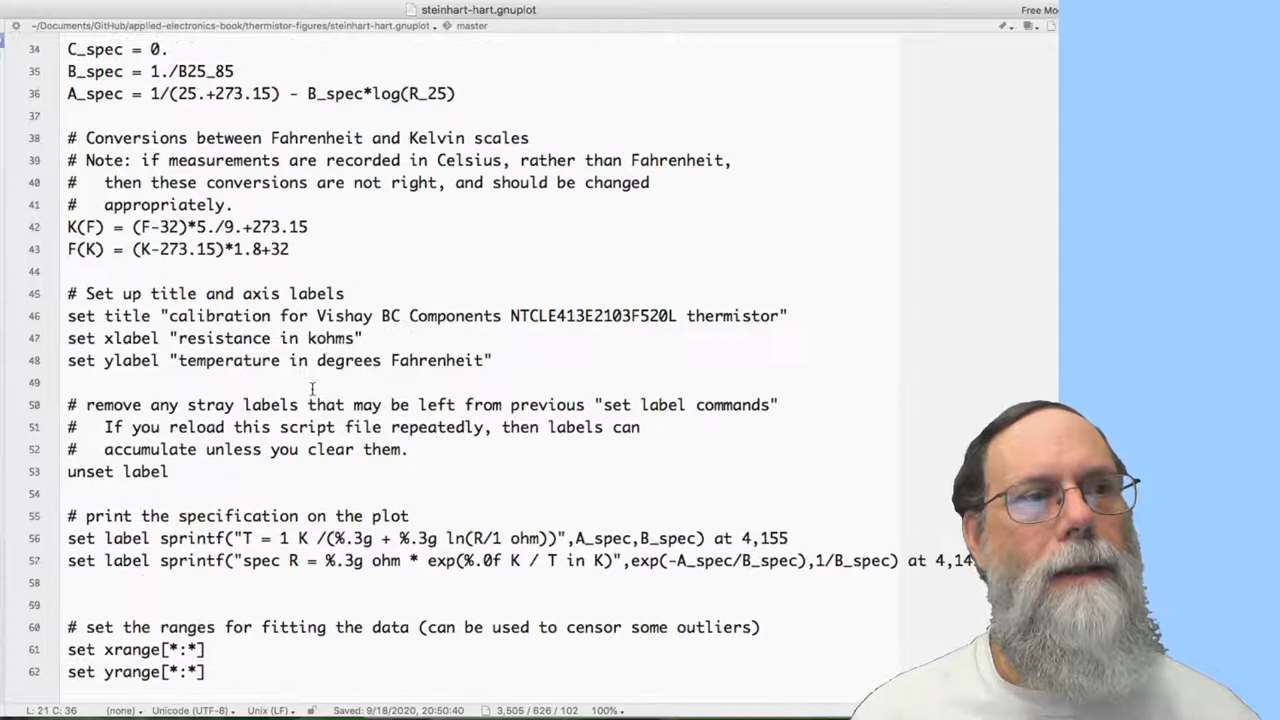 steinhart-hart.gnuplot
Free Mo
~/Documents/GitHub/applied-electronics-book/thermistor-figures/steinhart-hart.gnuplot
master
34 C_spec = 0.
35 B_spec = 1./B25_85
36 A_spec = 1/(25.+273.15) - B_spec*log(R_25)
37
38 # Conversions between Fahrenheit and Kelvin scales
39 # Note: if measurements are recorded in Celsius, rather than Fahrenheit,
40 #   then these conversions are not right, and should be changed
41 #   appropriately.
42 K(F) = (F-32)*5./9.+273.15
43 F(K) = (K-273.15)*1.8+32
44
45 # Set up title and axis labels
46 set title "calibration for Vishay BC Components NTCLE413E2103F520L thermistor"
47 set xlabel "resistance in kohms"
48 set ylabel "temperature in degrees Fahrenheit"
49
50 # remove any stray labels that may be left from previous "set label commands"
51 #   If you reload this script file repeatedly, then labels can
52 #   accumulate unless you clear them.
53 unset label
54
55 # print the specification on the plot
56 set label sprintf("T = 1 K /(%.3g + %.3g ln(R/1 ohm))",A_spec,B_spec) at 4,155
57 set label sprintf("spec R = %.3g ohm * exp(%.0f K / T in K)",exp(-A_spec/B_spec),1/B_spec) at 4,14
58
59
60 # set the ranges for fitting the data (can be used to censor some outliers)
61 set xrange[*:*]
62 set yrange[*:*]
L: 21 C: 36 (none) Unicode (UTF-8) Unix (LF) Saved: 9/18/2020, 20:50:40 3,505 / 626 / 102 100%